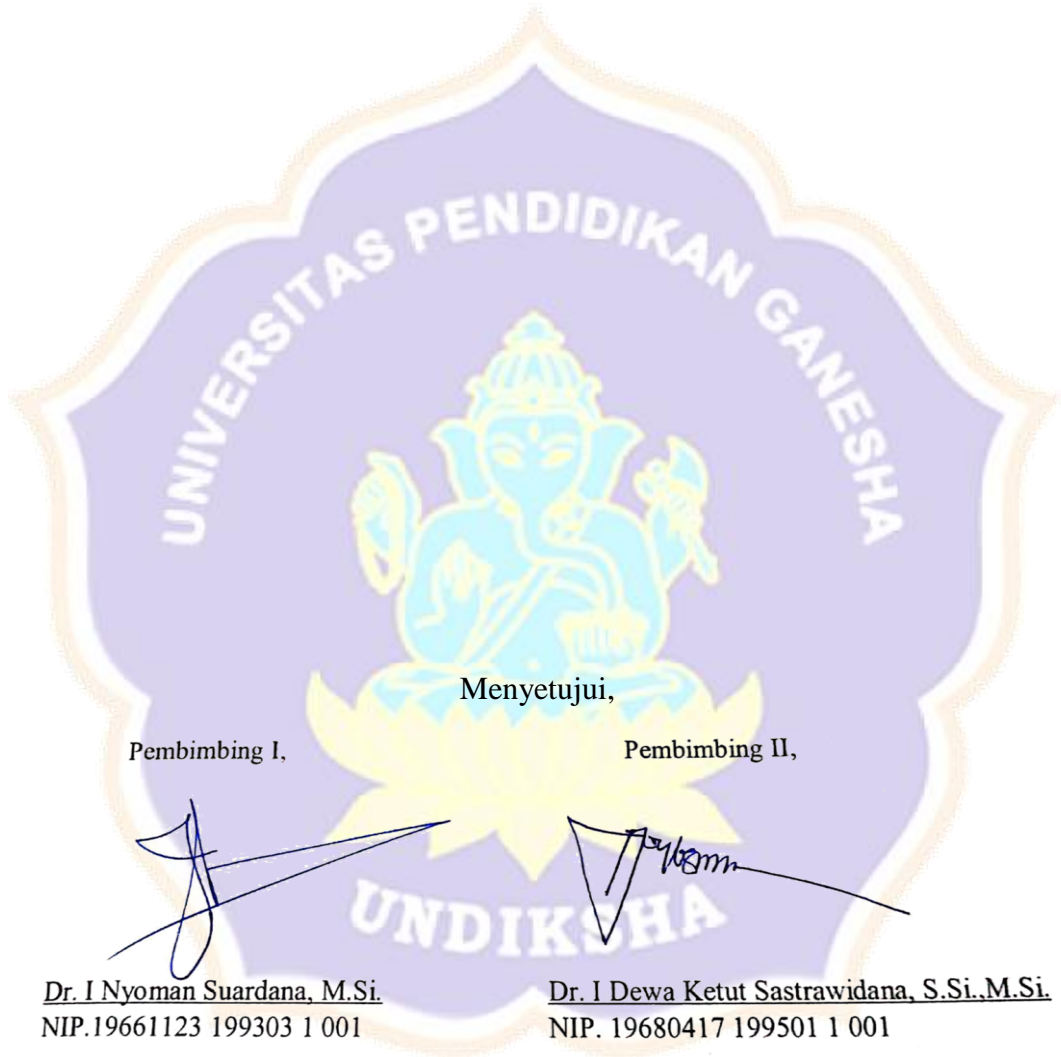 UNIVERSITAS PENDIDIKAN GANESHA
Menyetujui,
Pembimbing I,
Pembimbing II,
UNDIKSHA
Dr. I Nyoman Suardana, M.Si.
NIP.19661123 199303 1 001
Dr. I Dewa Ketut Sastrawidana, S.Si.,M.Si.
NIP. 19680417 199501 1 001